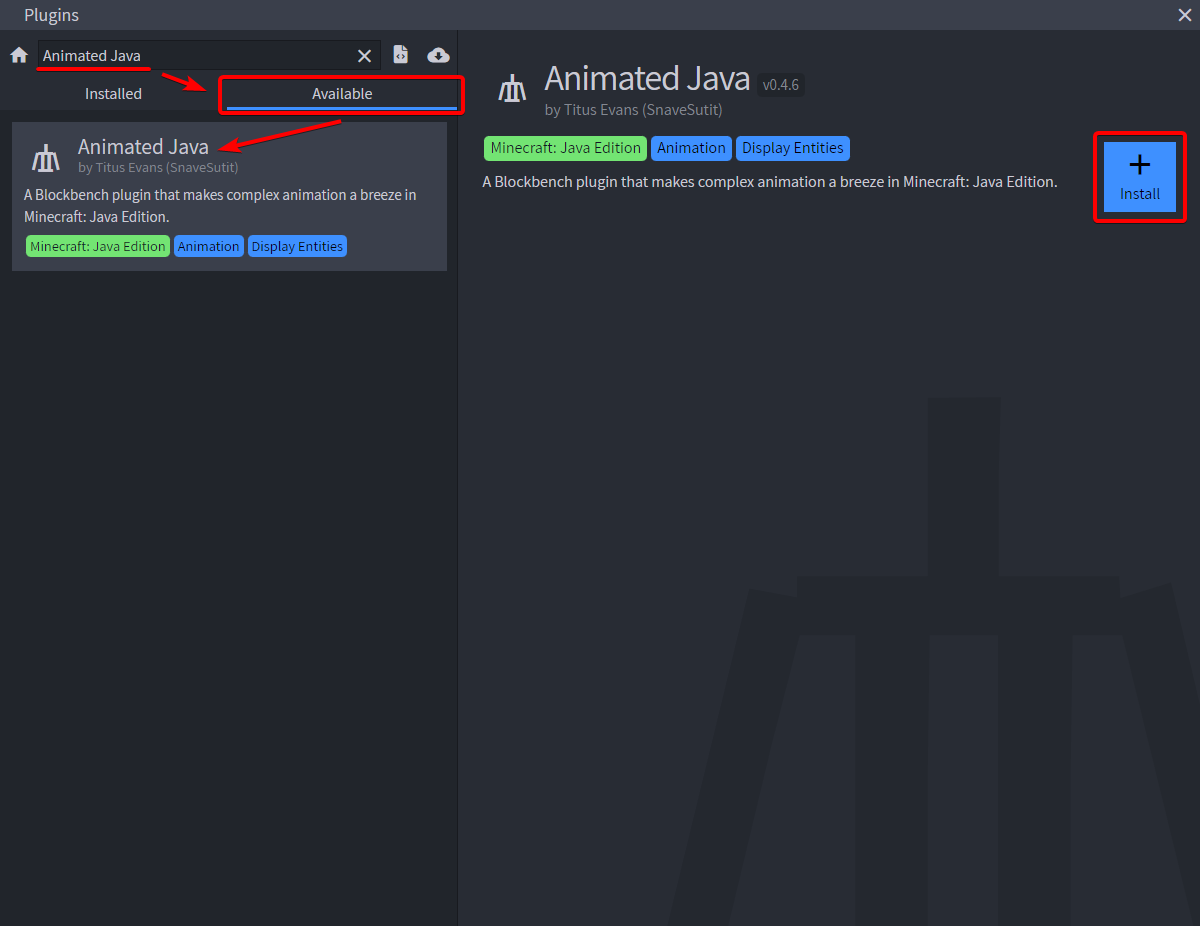 Plugins
Animated Java
Installed
Available
Animated Java
by Titus Evans (SnaveSutit)
A Blockbench plugin that makes complex animation a breeze in
Minecraft: Java Edition.
Minecraft: Java Edition Animation Display Entities
Animated Java v0.4.6
by Titus Evans (SnaveSutit)
Minecraft: Java Edition Animation Display Entities
A Blockbench plugin that makes complex animation a breeze in Minecraft: Java Edition.
Install